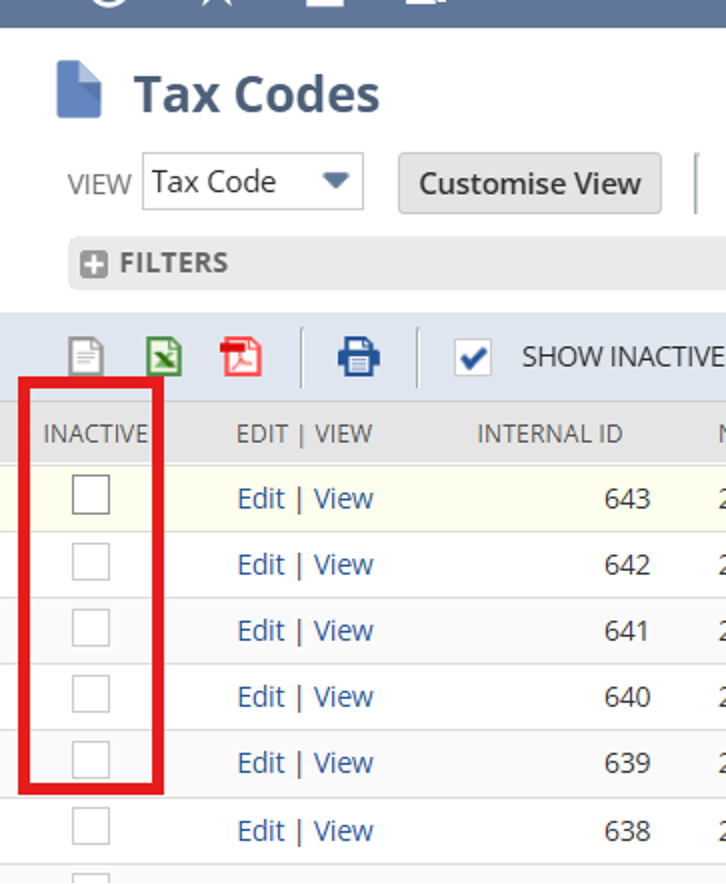 Tax Codes
VIEW Tax Code Customise View
FILTERS
SHOW INACTIVE
INACTIVE EDIT | VIEW INTERNAL ID
Edit | View 643
Edit | View 642
Edit | View 641
Edit | View 640
Edit | View 639
Edit | View 638